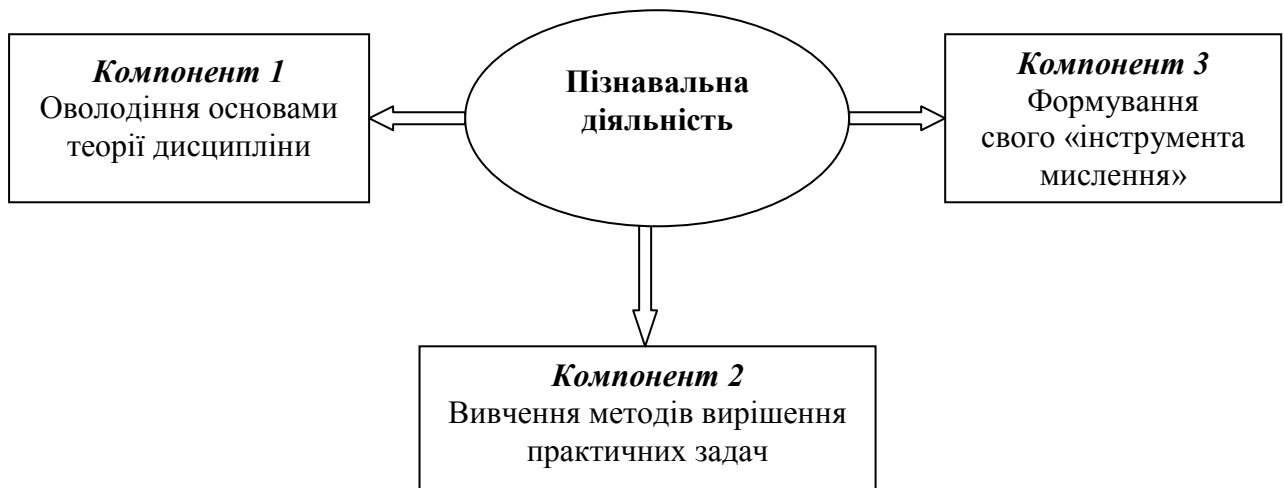 Компонент 1
Оволодіння основами
теорії дисципліни
Пізнавальна
діяльність
Компонент 3
Формування
свого «інструмента
мислення»
Компонент 2
Вивчення методів вирішення
практичних задач